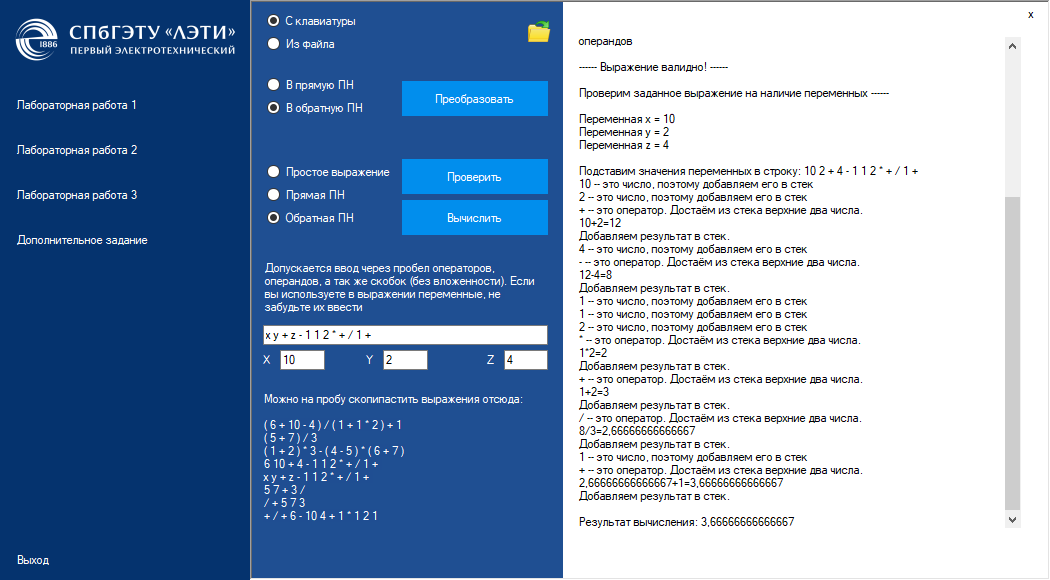 СПбГЭТУ «ЛЭТИ»
ПЕРВЫЙ ЭЛЕКТРОТЕХНИЧЕСКИЙ
1886
Лабораторная работа 1
Лабораторная работа 2
Лабораторная работа 3
Дополнительное задание
Выход
С клавиатуры
Из файла
В прямую ПН
В обратную ПН
Преобразовать
Простое выражение
Прямая ПН
Обратная ПН
Проверить
Вычислить
Допускается ввод через пробел операторов,
операндов, а так же скобок (без вложенности). Если
вы используете в выражении переменные, не
забудьте их ввести
x y + z - 1 1 2 * + / 1 +
X 10 Y 2 Z 4
Можно на пробу скопипастить выражения отсюда:
( 6 + 10 - 4 ) / ( 1 + 1 * 2 ) + 1
( 5 + 7 ) / 3
( 1 + 2 ) * 3 - ( 4 - 5 ) * ( 6 + 7 )
6 10 + 4 - 1 1 2 * + / 1 +
x y + z - 1 1 2 * + / 1 +
5 7 + 3 /
/ + 5 7 3
+ / + 6 - 10 4 + 1 * 1 2 1
x
операндов
------ Выражение валидно! ------
Проверим заданное выражение на наличие переменных ------
Переменная x = 10
Переменная y = 2
Переменная z = 4
Подставим значения переменных в строку: 10 2 + 4 - 1 1 2 * + / 1 +
10 -- это число, поэтому добавляем его в стек
2 -- это число, поэтому добавляем его в стек
+ -- это оператор. Достаём из стека верхние два числа.
10+2=12
Добавляем результат в стек.
4 -- это число, поэтому добавляем его в стек
- -- это оператор. Достаём из стека верхние два числа.
12-4=8
Добавляем результат в стек.
1 -- это число, поэтому добавляем его в стек
1 -- это число, поэтому добавляем его в стек
2 -- это число, поэтому добавляем его в стек
* -- это оператор. Достаём из стека верхние два числа.
1*2=2
Добавляем результат в стек.
+ -- это оператор. Достаём из стека верхние два числа.
1+2=3
Добавляем результат в стек.
/ -- это оператор. Достаём из стека верхние два числа.
8/3=2,66666666666667
Добавляем результат в стек.
1 -- это число, поэтому добавляем его в стек
+ -- это оператор. Достаём из стека верхние два числа.
2,66666666666667+1=3,66666666666667
Добавляем результат в стек.
Результат вычисления: 3,66666666666667